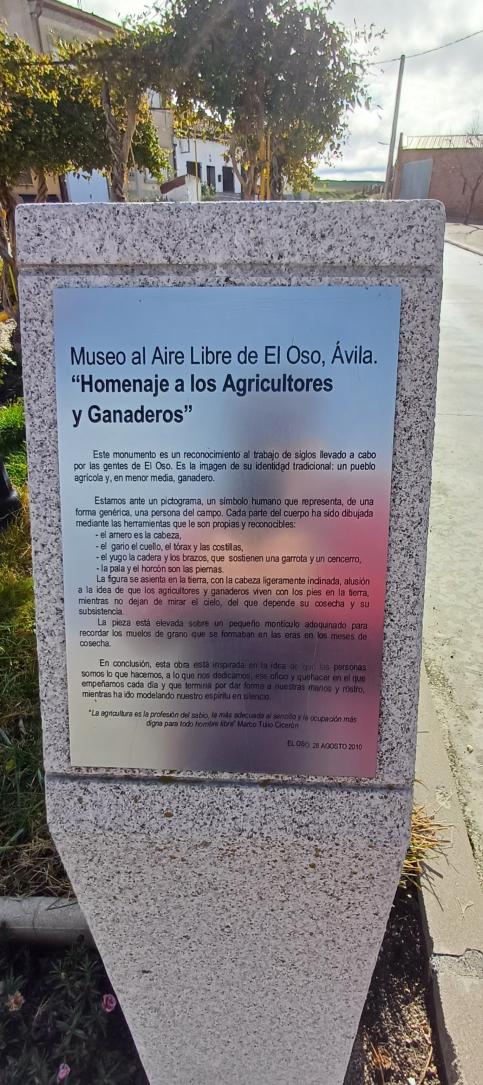 Museo al Aire Libre de El Oso, Ávila.
“Homenaje a los Agricultores
y Ganaderos”
Este monumento es un reconocimiento al trabajo de siglos llevado a cabo
por las gentes de El Oso. Es la imagen de su identidad tradicional: un pueblo
agrícola y, en menor media, ganadero.
Estamos ante un pictograma, un símbolo humano que representa, de una
forma genérica, una persona del campo. Cada parte del cuerpo ha sido dibujada
mediante las herramientas que le son propias y reconocibles:
- el arnero es la cabeza,
- el gario el cuello, el tórax y las costillas,
- el yugo la cadera y los brazos, que sostienen una garrota y un cencerro,
- la pala y el horcón son las piernas.
La figura se asienta en la tierra, con la cabeza ligeramente inclinada, alusión
a la idea de que los agricultores y ganaderos viven con los pies en la tierra,
mientras no dejan de mirar el cielo, del que depende su cosecha y su
subsistencia.
La pieza está elevada sobre un pequeño montículo adoquinado para
recordar los muelos de grano que se formaban en las eras en los meses de
cosecha.
En conclusión, esta obra está inspirada en la idea de que las personas
somos lo que hacemos, a lo que nos dedicamos, ese oficio y quehacer en el que
empeñamos cada día y que termina por dar forma a nuestras manos y rostro,
mientras ha ido modelando nuestro espíritu en silencio.
"La agricultura es la profesión del sabio, la más adecuada al sencillo y la ocupación más
digna para todo hombre libre" Marco Tulio Cicerón
EL OSO, 28 AGOSTO 2010